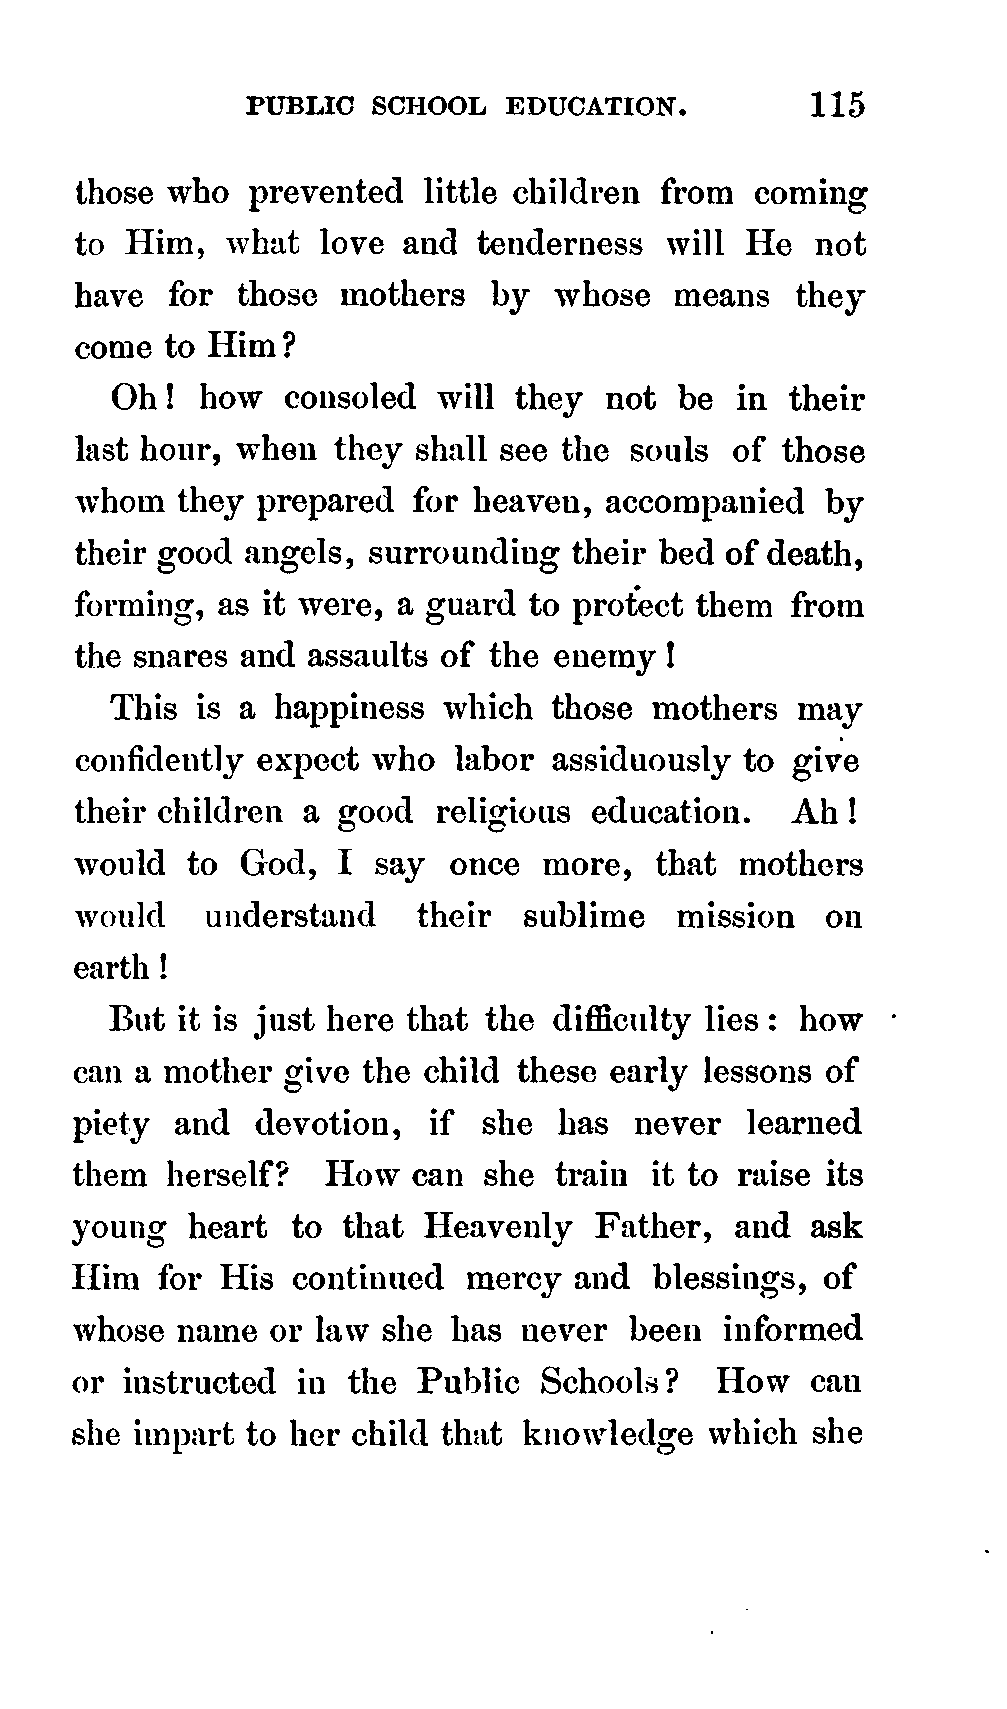 PUBLIC SCHOOL EDUCATION. 115
those who prevented little children from coming
to Him, what love and tenderness will He not
have for those mothers by whose means they
come to Him?
Oh! how consoled will they not be in their
last hour, when they shall see the souls of those
whom they prepared for heaven, accompanied by
their good angels, surrounding their bed of death,
forming, as it were, a guard to protect them from
the snares and assaults of the enemy!
This is a happiness which those mothers may
confidently expect who labor assiduously to give
their children a good religious education. Ah!
would to God, I say once more, that mothers
would understand their sublime mission on
earth!
But it is just here that the difficulty lies: how
can a mother give the child these early lessons of
piety and devotion, if she has never learned
them herself? How can she train it to raise its
young heart to that Heavenly Father, and ask
Him for His continued mercy and blessings, of
whose name or law she has never been informed
or instructed in the Public Schools? How can
she impart to her child that knowledge which she